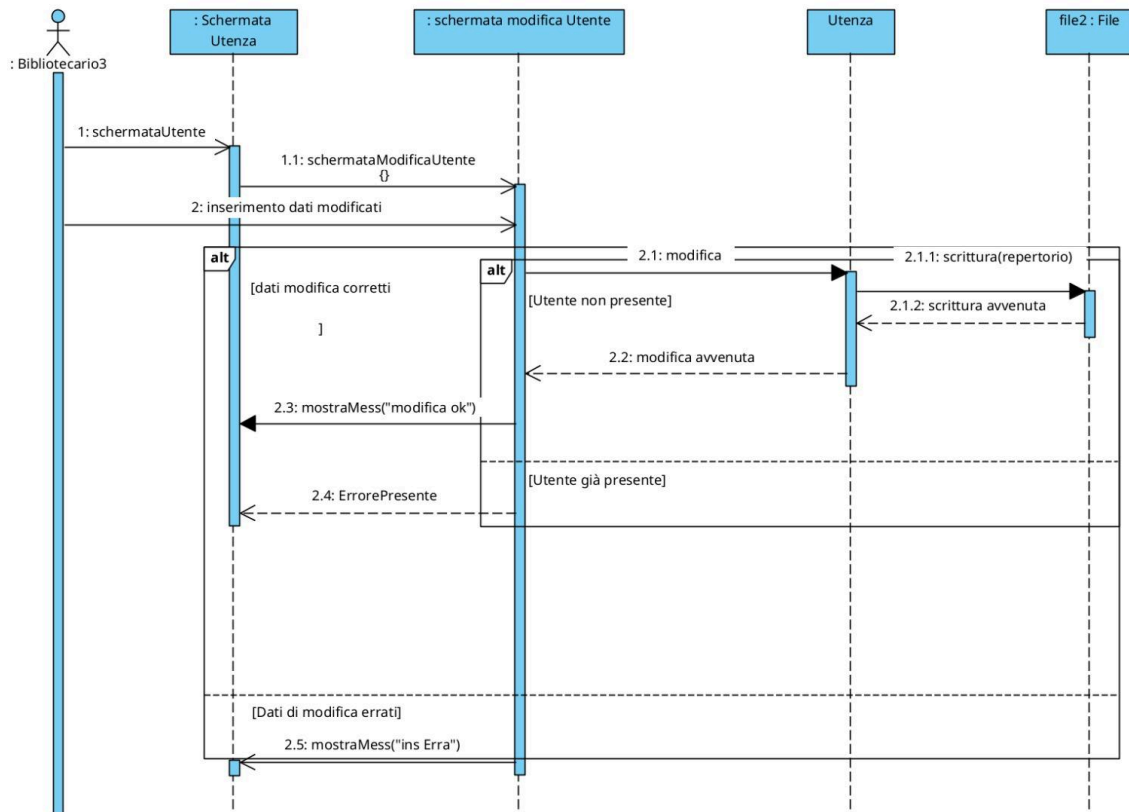 : Schermata
Utenza
: schermata modifica Utente
Utenza
file2 : File
: Bibliotecario3
1: schermataUtente
1.1: schermataModificaUtente
{}
2: inserimento dati modificati
alt
2.1: modifica
2.1.1: scrittura(repertorio)
alt
[dati modifica corretti
]
[Utente non presente]
2.1.2: scrittura avvenuta
2.2: modifica avvenuta
2.3: mostraMess("modifica ok")
[Utente già presente]
2.4: ErrorePresente
[Dati di modifica errati]
2.5: mostraMess("ins Erra")